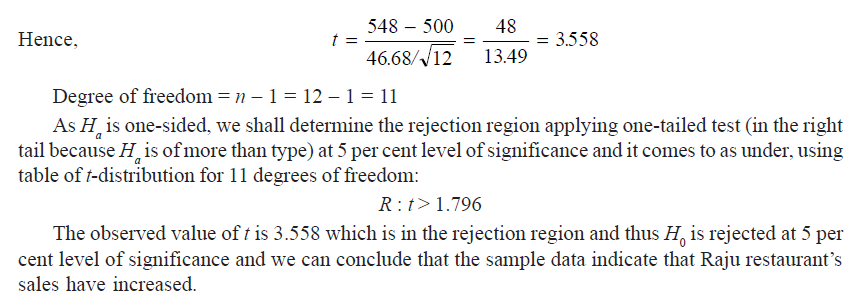 Hence, t = 548 – 500 / 46.68/√12 = 48 / 13.49 = 3.558
Degree of freedom = n – 1 = 12 – 1 = 11
As Ha is one-sided, we shall determine the rejection region applying one-tailed test (in the right
tail because Ha is of more than type) at 5 per cent level of significance and it comes to as under, using
table of t-distribution for 11 degrees of freedom:
R : t > 1.796
The observed value of t is 3.558 which is in the rejection region and thus H0 is rejected at 5 per
cent level of significance and we can conclude that the sample data indicate that Raju restaurant’s
sales have increased.